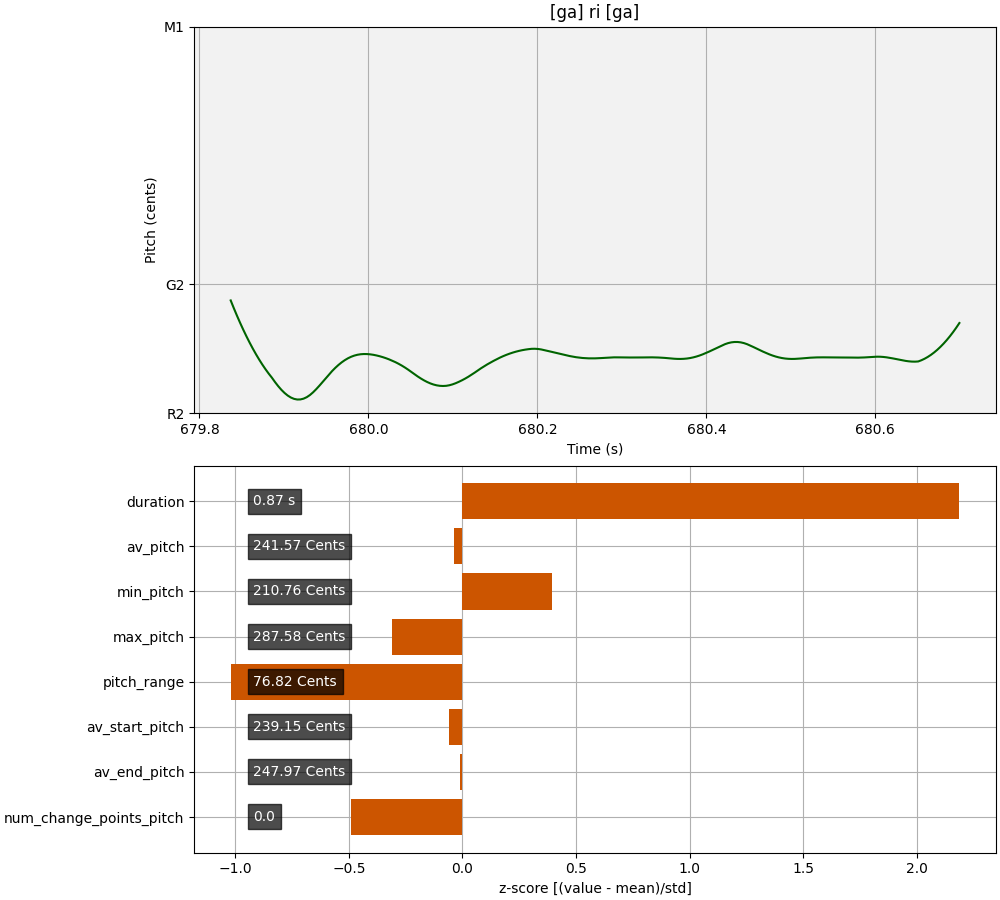 [ga] ri [ga]
M1
G2
R2
Pitch (cents)
679.8 680.0 680.2 680.4 680.6
Time (s)
duration 0.87 s
av_pitch 241.57 Cents
min_pitch 210.76 Cents
max_pitch 287.58 Cents
pitch_range 76.82 Cents
av_start_pitch 239.15 Cents
av_end_pitch 247.97 Cents
num_change_points_pitch 0.0
−1.0 −0.5 0.0 0.5 1.0 1.5 2.0
z-score [(value - mean)/std]